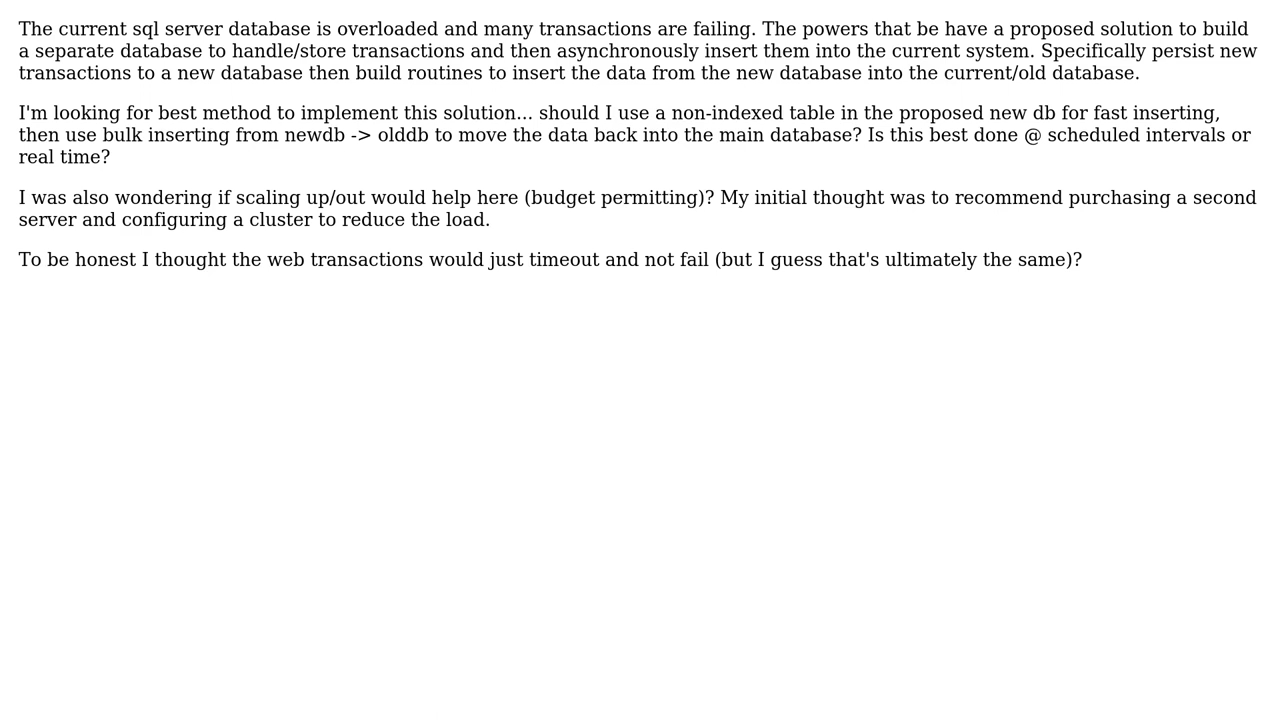 The current sql server database is overloaded and many transactions are failing. The powers that be have a proposed solution to build
a separate database to handle/store transactions and then asynchronously insert them into the current system. Specifically persist new
transactions to a new database then build routines to insert the data from the new database into the current/old database.
I'm looking for best method to implement this solution... should I use a non-indexed table in the proposed new db for fast inserting,
then use bulk inserting from newdb -> olddb to move the data back into the main database? Is this best done @ scheduled intervals or
real time?
I was also wondering if scaling up/out would help here (budget permitting)? My initial thought was to recommend purchasing a second
server and configuring a cluster to reduce the load.
To be honest I thought the web transactions would just timeout and not fail (but I guess that's ultimately the same)?